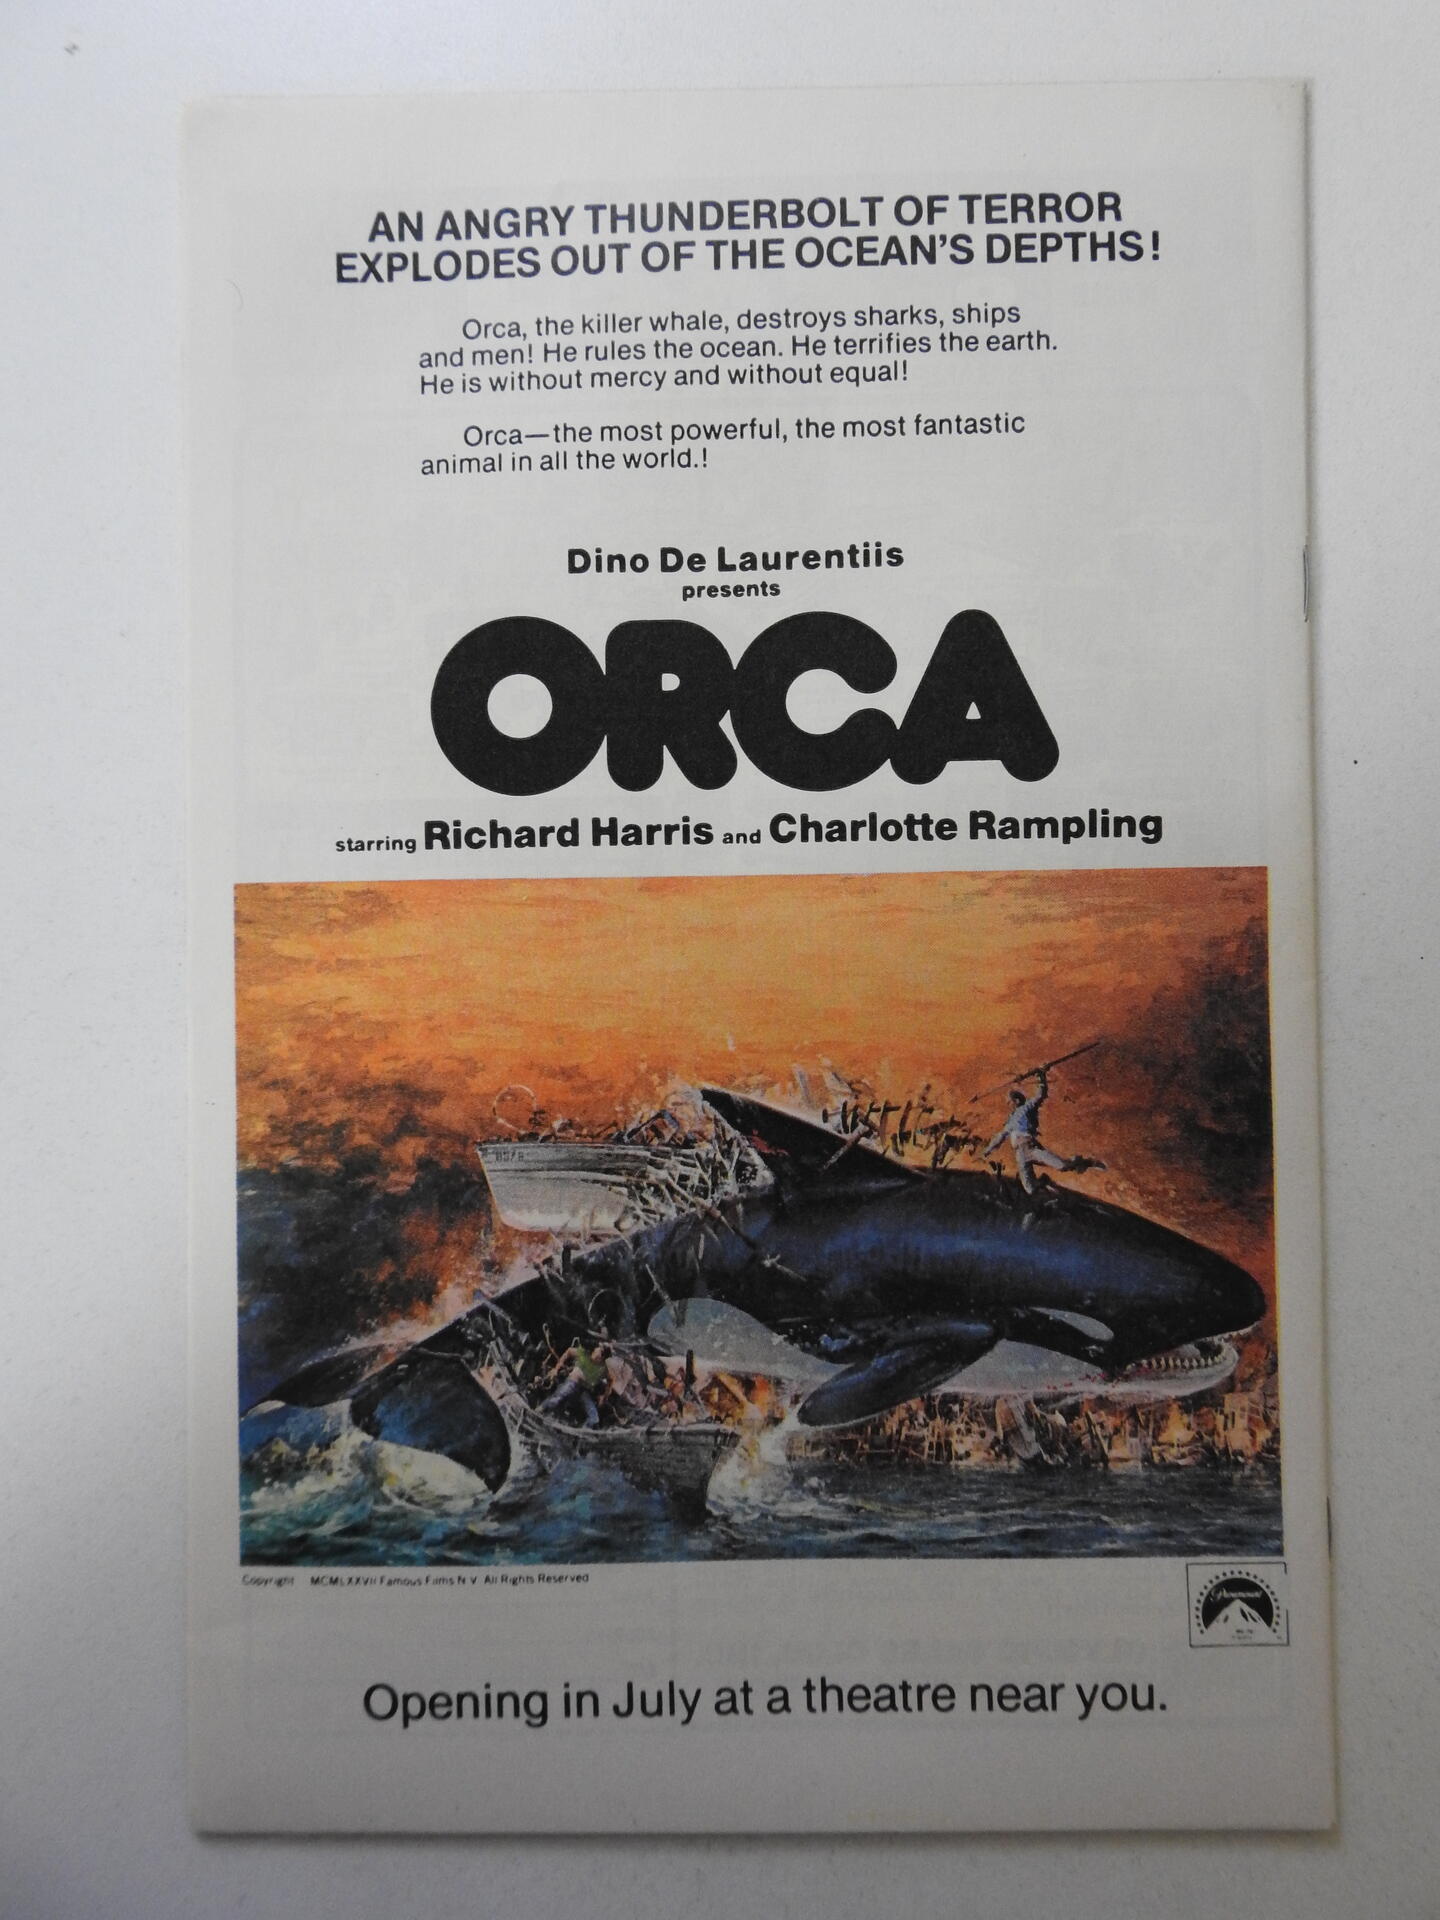 AN ANGRY THUNDERBOLT OF TERROR
EXPLODES OUT OF THE OCEAN'S DEPTHS!
Orca, the killer whale, destroys sharks, ships
and men! He rules the ocean. He terrifies the earth.
He is without mercy and without equal!
Orca—the most powerful, the most fantastic
animal in all the world.!
Dino De Laurentiis
presents
ORCA
starring Richard Harris and Charlotte Rampling
Copyright MCMLXXVII Famous Films N V All Rights Reserved
Paramount
Opening in July at a theatre near you.